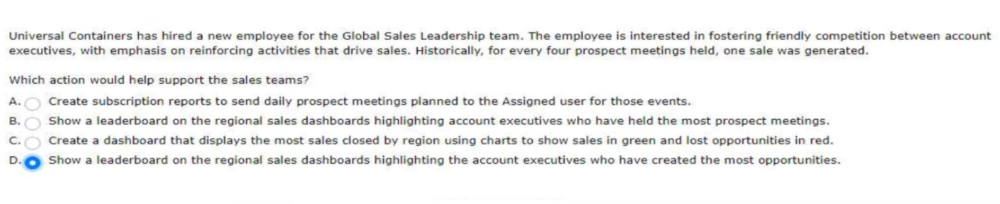 Universal Containers has hired a new employee for the Global Sales Leadership team. The employee is interested in fostering friendly competition between account
executives, with emphasis on reinforcing activities that drive sales. Historically, for every four prospect meetings held, one sale was generated.
Which action would help support the sales teams?
A. Create subscription reports to send daily prospect meetings planned to the Assigned user for those events.
B. Show a leaderboard on the regional sales dashboards highlighting account executives who have held the most prospect meetings.
C. Create a dashboard that displays the most sales closed by region using charts to show sales in green and lost opportunities in red.
D. Show a leaderboard on the regional sales dashboards highlighting the account executives who have created the most opportunities.